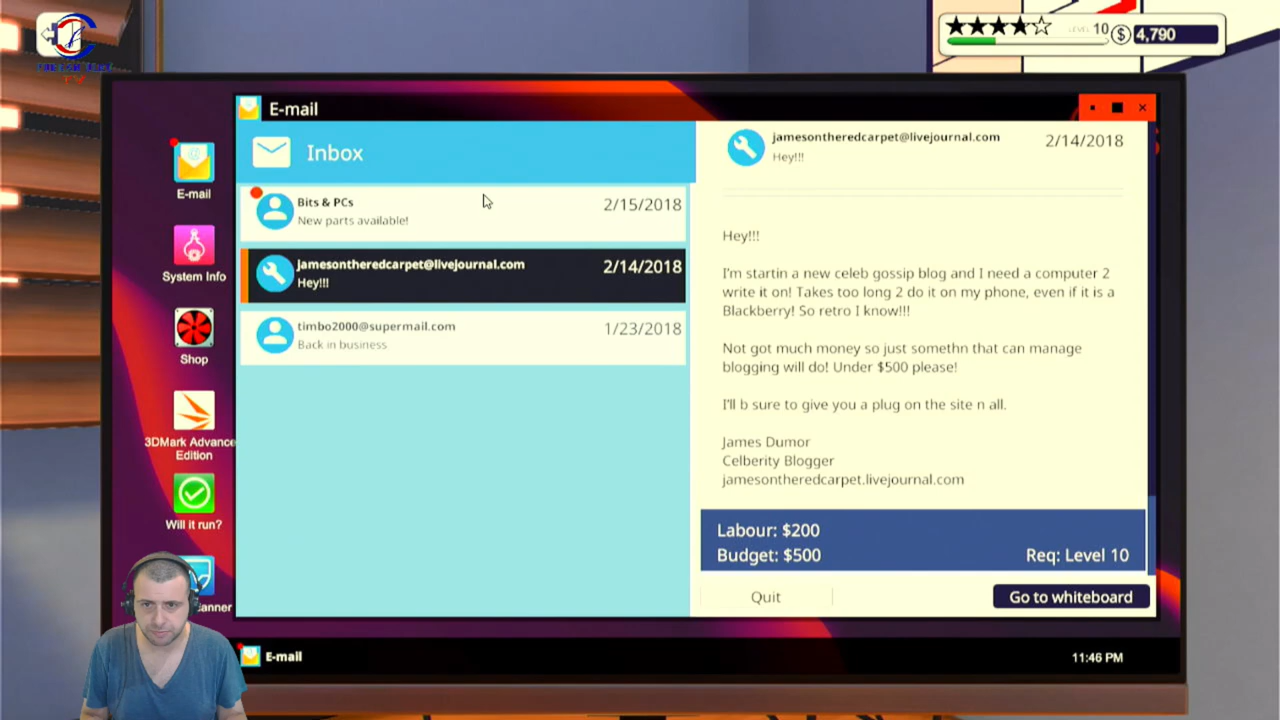 LEVEL 10 $ 4,790
E-mail
Inbox
Bits & PCs 2/15/2018
New parts available!
jamesontheredcarpet@livejournal.com 2/14/2018
Hey!!!
timbo2000@supermail.com 1/23/2018
Back in business
E-mail
System Info
Shop
3DMark Advance
Edition
Will it run?
anner
jamesontheredcarpet@livejournal.com 2/14/2018
Hey!!!
Hey!!!
I'm startin a new celeb gossip blog and I need a computer 2
write it on! Takes too long 2 do it on my phone, even if it is a
Blackberry! So retro I know!!!
Not got much money so just somethn that can manage
blogging will do! Under $500 please!
I'll b sure to give you a plug on the site n all.
James Dumor
Celberity Blogger
jamesontheredcarpet.livejournal.com
Labour: $200
Budget: $500 Req: Level 10
Quit Go to whiteboard
E-mail 11:46 PM